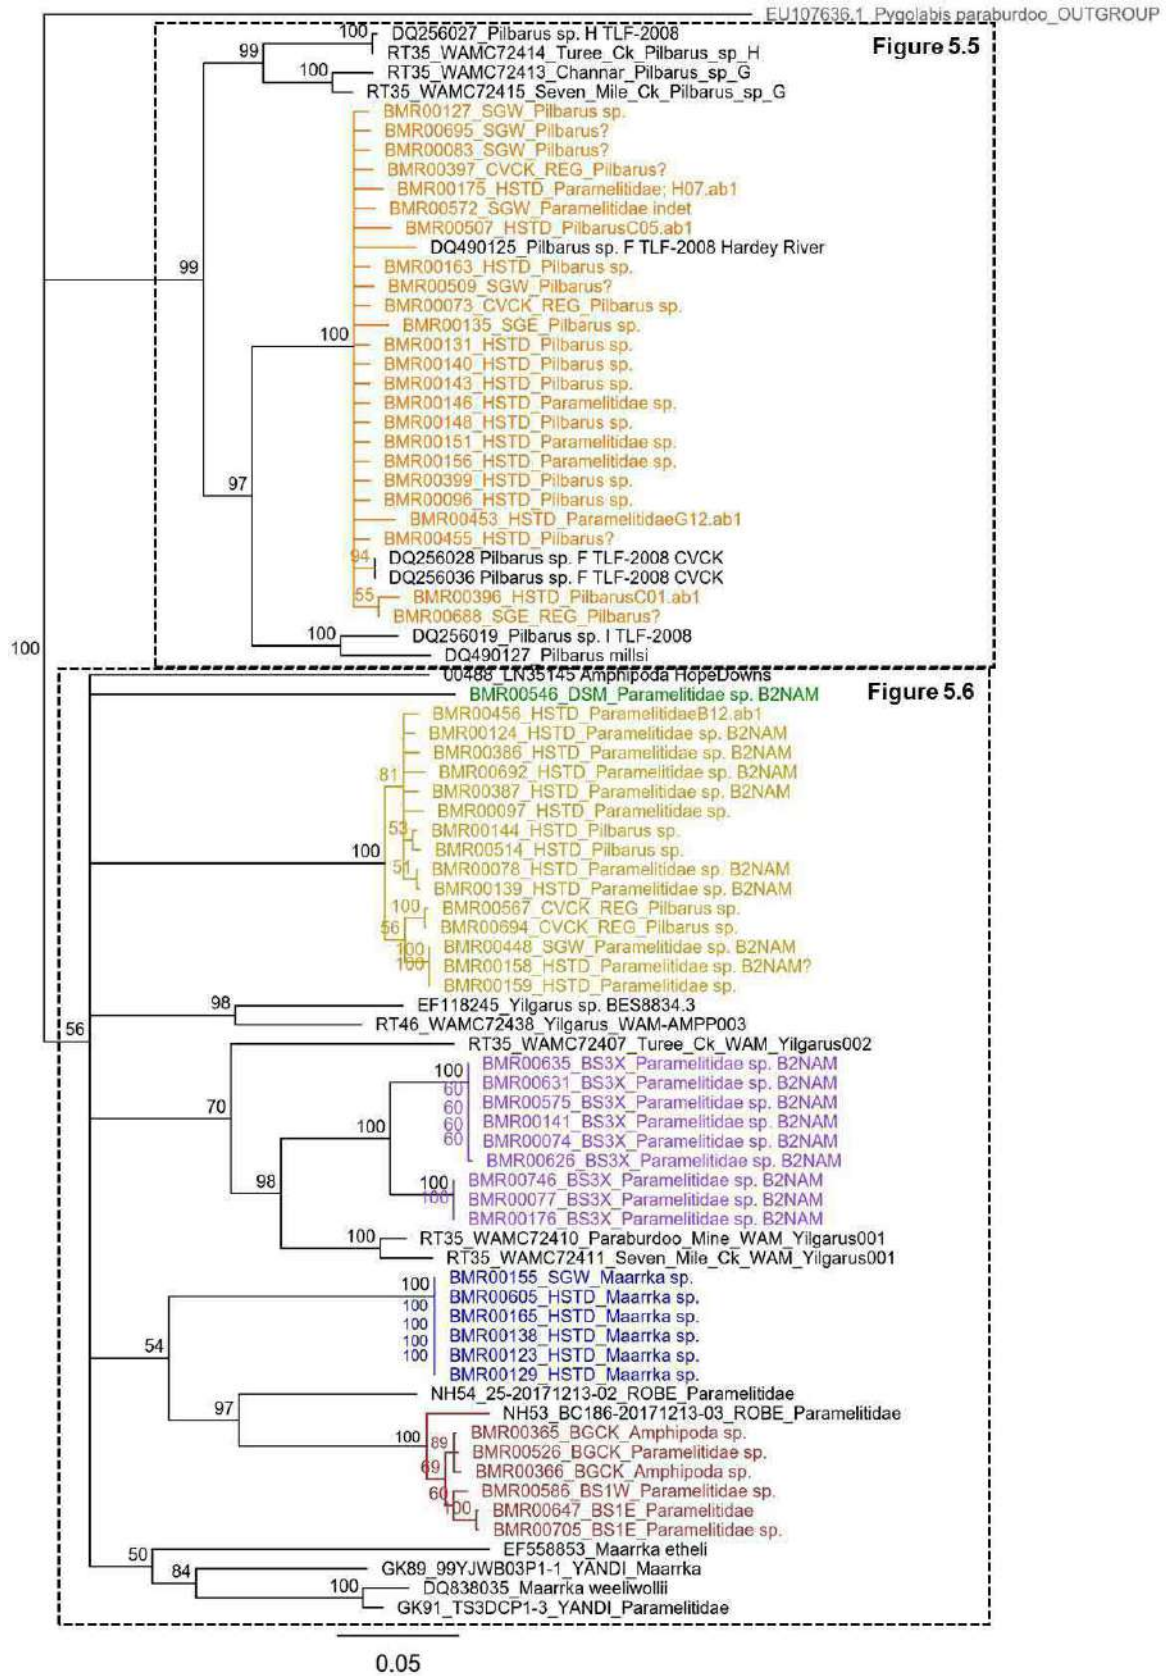 EU107636.1_Pygolabis paraburdoo_OUTGROUP
100
DQ256027_Pilbarus sp. H TLF-2008
Figure 5.5
99
RT35_WAMC72414_Turee_Ck_Pilbarus_sp_H
100
RT35_WAMC72413_Channar_Pilbarus_sp_G
RT35_WAMC72415_Seven_Mile_Ck_Pilbarus_sp_G
BMR00127_SGW_Pilbarus sp.
BMR00695_SGW_Pilbarus?
BMR00083_SGW_Pilbarus?
BMR00397_CVCK_REG_Pilbarus?
BMR00175_HSTD_Paramelitidae; H07.ab1
BMR00572_SGW_Paramelitidae indet
BMR00507_HSTD_PilbarusC05.ab1
DQ490125_Pilbarus sp. F TLF-2008 Hardey River
99
BMR00163_HSTD_Pilbarus sp.
BMR00509_SGW_Pilbarus?
BMR00073_CVCK_REG_Pilbarus sp.
BMR00135_SGE_Pilbarus sp.
100
BMR00131_HSTD_Pilbarus sp.
BMR00140_HSTD_Pilbarus sp.
BMR00143_HSTD_Pilbarus sp.
BMR00146_HSTD_Paramelitidae sp.
BMR00148_HSTD_Pilbarus sp.
BMR00151_HSTD_Paramelitidae sp.
BMR00156_HSTD_Paramelitidae sp.
97
BMR00399_HSTD_Pilbarus sp.
BMR00096_HSTD_Pilbarus sp.
BMR00453_HSTD_ParamelitidaeG12.ab1
BMR00455_HSTD_Pilbarus?
94
DQ256028 Pilbarus sp. F TLF-2008 CVCK
DQ256036 Pilbarus sp. F TLF-2008 CVCK
55
BMR00396_HSTD_PilbarusC01.ab1
BMR00688_SGE_REG_Pilbarus?
100
DQ256019_Pilbarus sp. I TLF-2008
100
DQ490127_Pilbarus millsi
00488_LN35145 Amphipoda HopeDowns
Figure 5.6
BMR00546_DSM_Paramelitidae sp. B2NAM
BMR00456_HSTD_ParamelitidaeB12.ab1
BMR00124_HSTD_Paramelitidae sp. B2NAM
BMR00386_HSTD_Paramelitidae sp. B2NAM
81
BMR00692_HSTD_Paramelitidae sp. B2NAM
BMR00387_HSTD_Paramelitidae sp. B2NAM
BMR00097_HSTD_Paramelitidae sp.
53
BMR00144_HSTD_Pilbarus sp.
100
BMR00514_HSTD_Pilbarus sp.
51
BMR00078_HSTD_Paramelitidae sp. B2NAM
BMR00139_HSTD_Paramelitidae sp. B2NAM
100
BMR00567_CVCK_REG_Pilbarus sp.
56
BMR00694_CVCK_REG_Pilbarus sp.
100
BMR00448_SGW_Paramelitidae sp. B2NAM
100
BMR00158_HSTD_Paramelitidae sp. B2NAM?
BMR00159_HSTD_Paramelitidae sp.
98
EF118245_Yilgarus sp. BES8834.3
56
RT46_WAMC72438_Yilgarus_WAM-AMPP003
RT35_WAMC72407_Turee_Ck_WAM_Yilgarus002
BMR00635_BS3X_Paramelitidae sp. B2NAM
100
BMR00631_BS3X_Paramelitidae sp. B2NAM
60
70
BMR00575_BS3X_Paramelitidae sp. B2NAM
60
100
BMR00141_BS3X_Paramelitidae sp. B2NAM
60
BMR00074_BS3X_Paramelitidae sp. B2NAM
60
BMR00626_BS3X_Paramelitidae sp. B2NAM
98
100
BMR00746_BS3X_Paramelitidae sp. B2NAM
100
BMR00077_BS3X_Paramelitidae sp. B2NAM
BMR00176_BS3X_Paramelitidae sp. B2NAM
100
RT35_WAMC72410_Paraburdoo_Mine_WAM_Yilgarus001
RT35_WAMC72411_Seven_Mile_Ck_WAM_Yilgarus001
100
BMR00155_SGW_Maarrka sp.
100
BMR00605_HSTD_Maarrka sp.
100
BMR00165_HSTD_Maarrka sp.
54
100
BMR00138_HSTD_Maarrka sp.
100
BMR00123_HSTD_Maarrka sp.
BMR00129_HSTD_Maarrka sp.
97
NH54_25-20171213-02_ROBE_Paramelitidae
NH53_BC186-20171213-03_ROBE_Paramelitidae
100
89
BMR00365_BGCK_Amphipoda sp.
BMR00526_BGCK_Paramelitidae sp.
69
BMR00366_BGCK_Amphipoda sp.
60
BMR00586_BS1W_Paramelitidae sp.
100
BMR00647_BS1E_Paramelitidae
BMR00705_BS1E_Paramelitidae sp.
50
EF558853_Maarrka etheli
84
GK89_99YJWB03P1-1_YANDI_Maarrka
100
DQ838035_Maarrka weeliwollii
GK91_TS3DCP1-3_YANDI_Paramelitidae
0.05